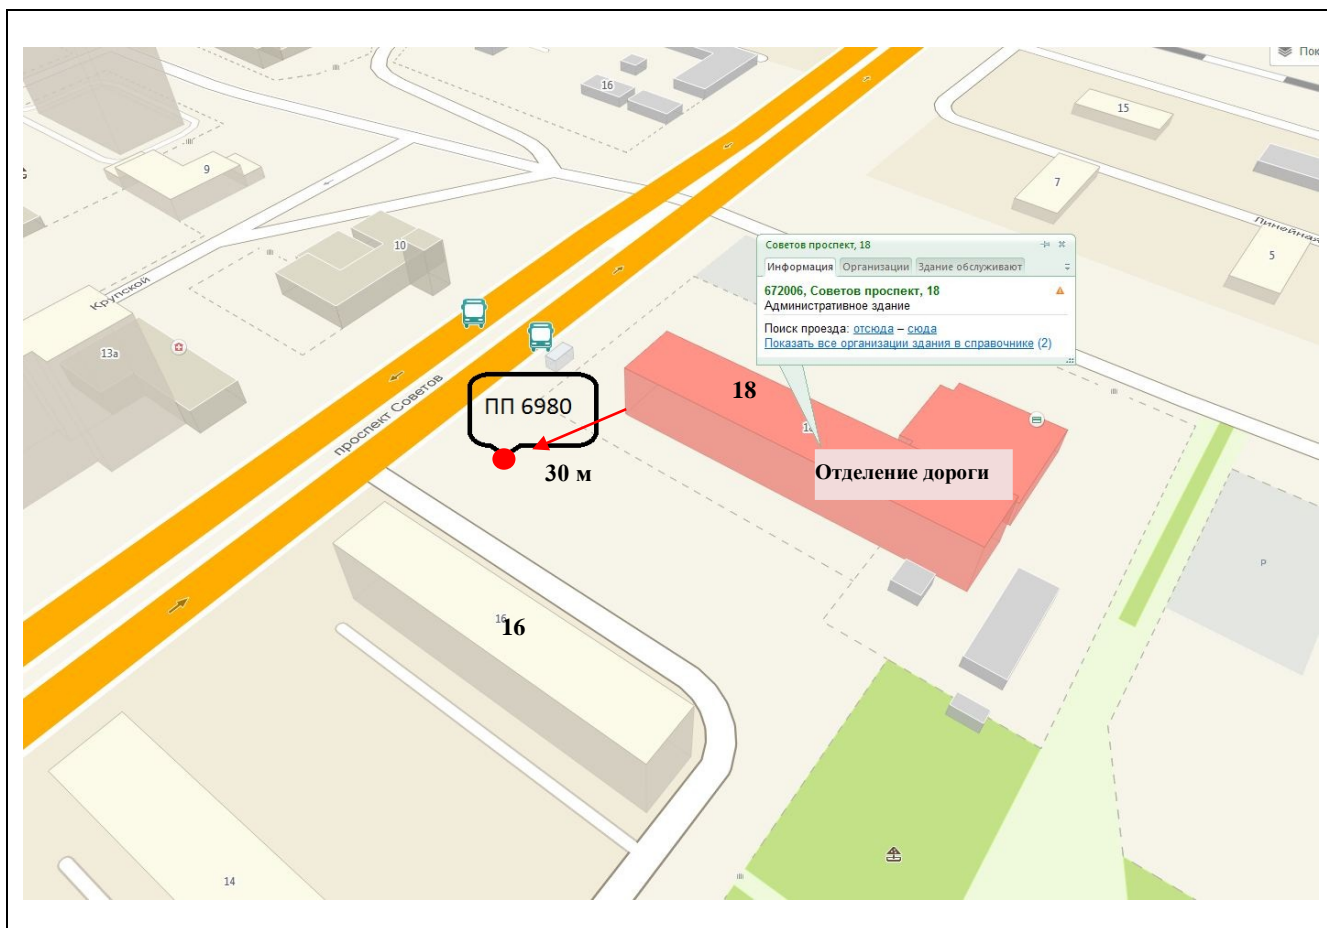 Пок
16
15
9
7
Линейная
10
5
Крупской
13а
Советов проспект, 18
Информация Организации Здание обслуживают
672006, Советов проспект, 18
Административное здание
Поиск проезда: отсюда – сюда
Показать все организации здания в справочнике (2)
проспект Советов
ПП 6980
30 м
18
18
Отделение дороги
P
16
16
14